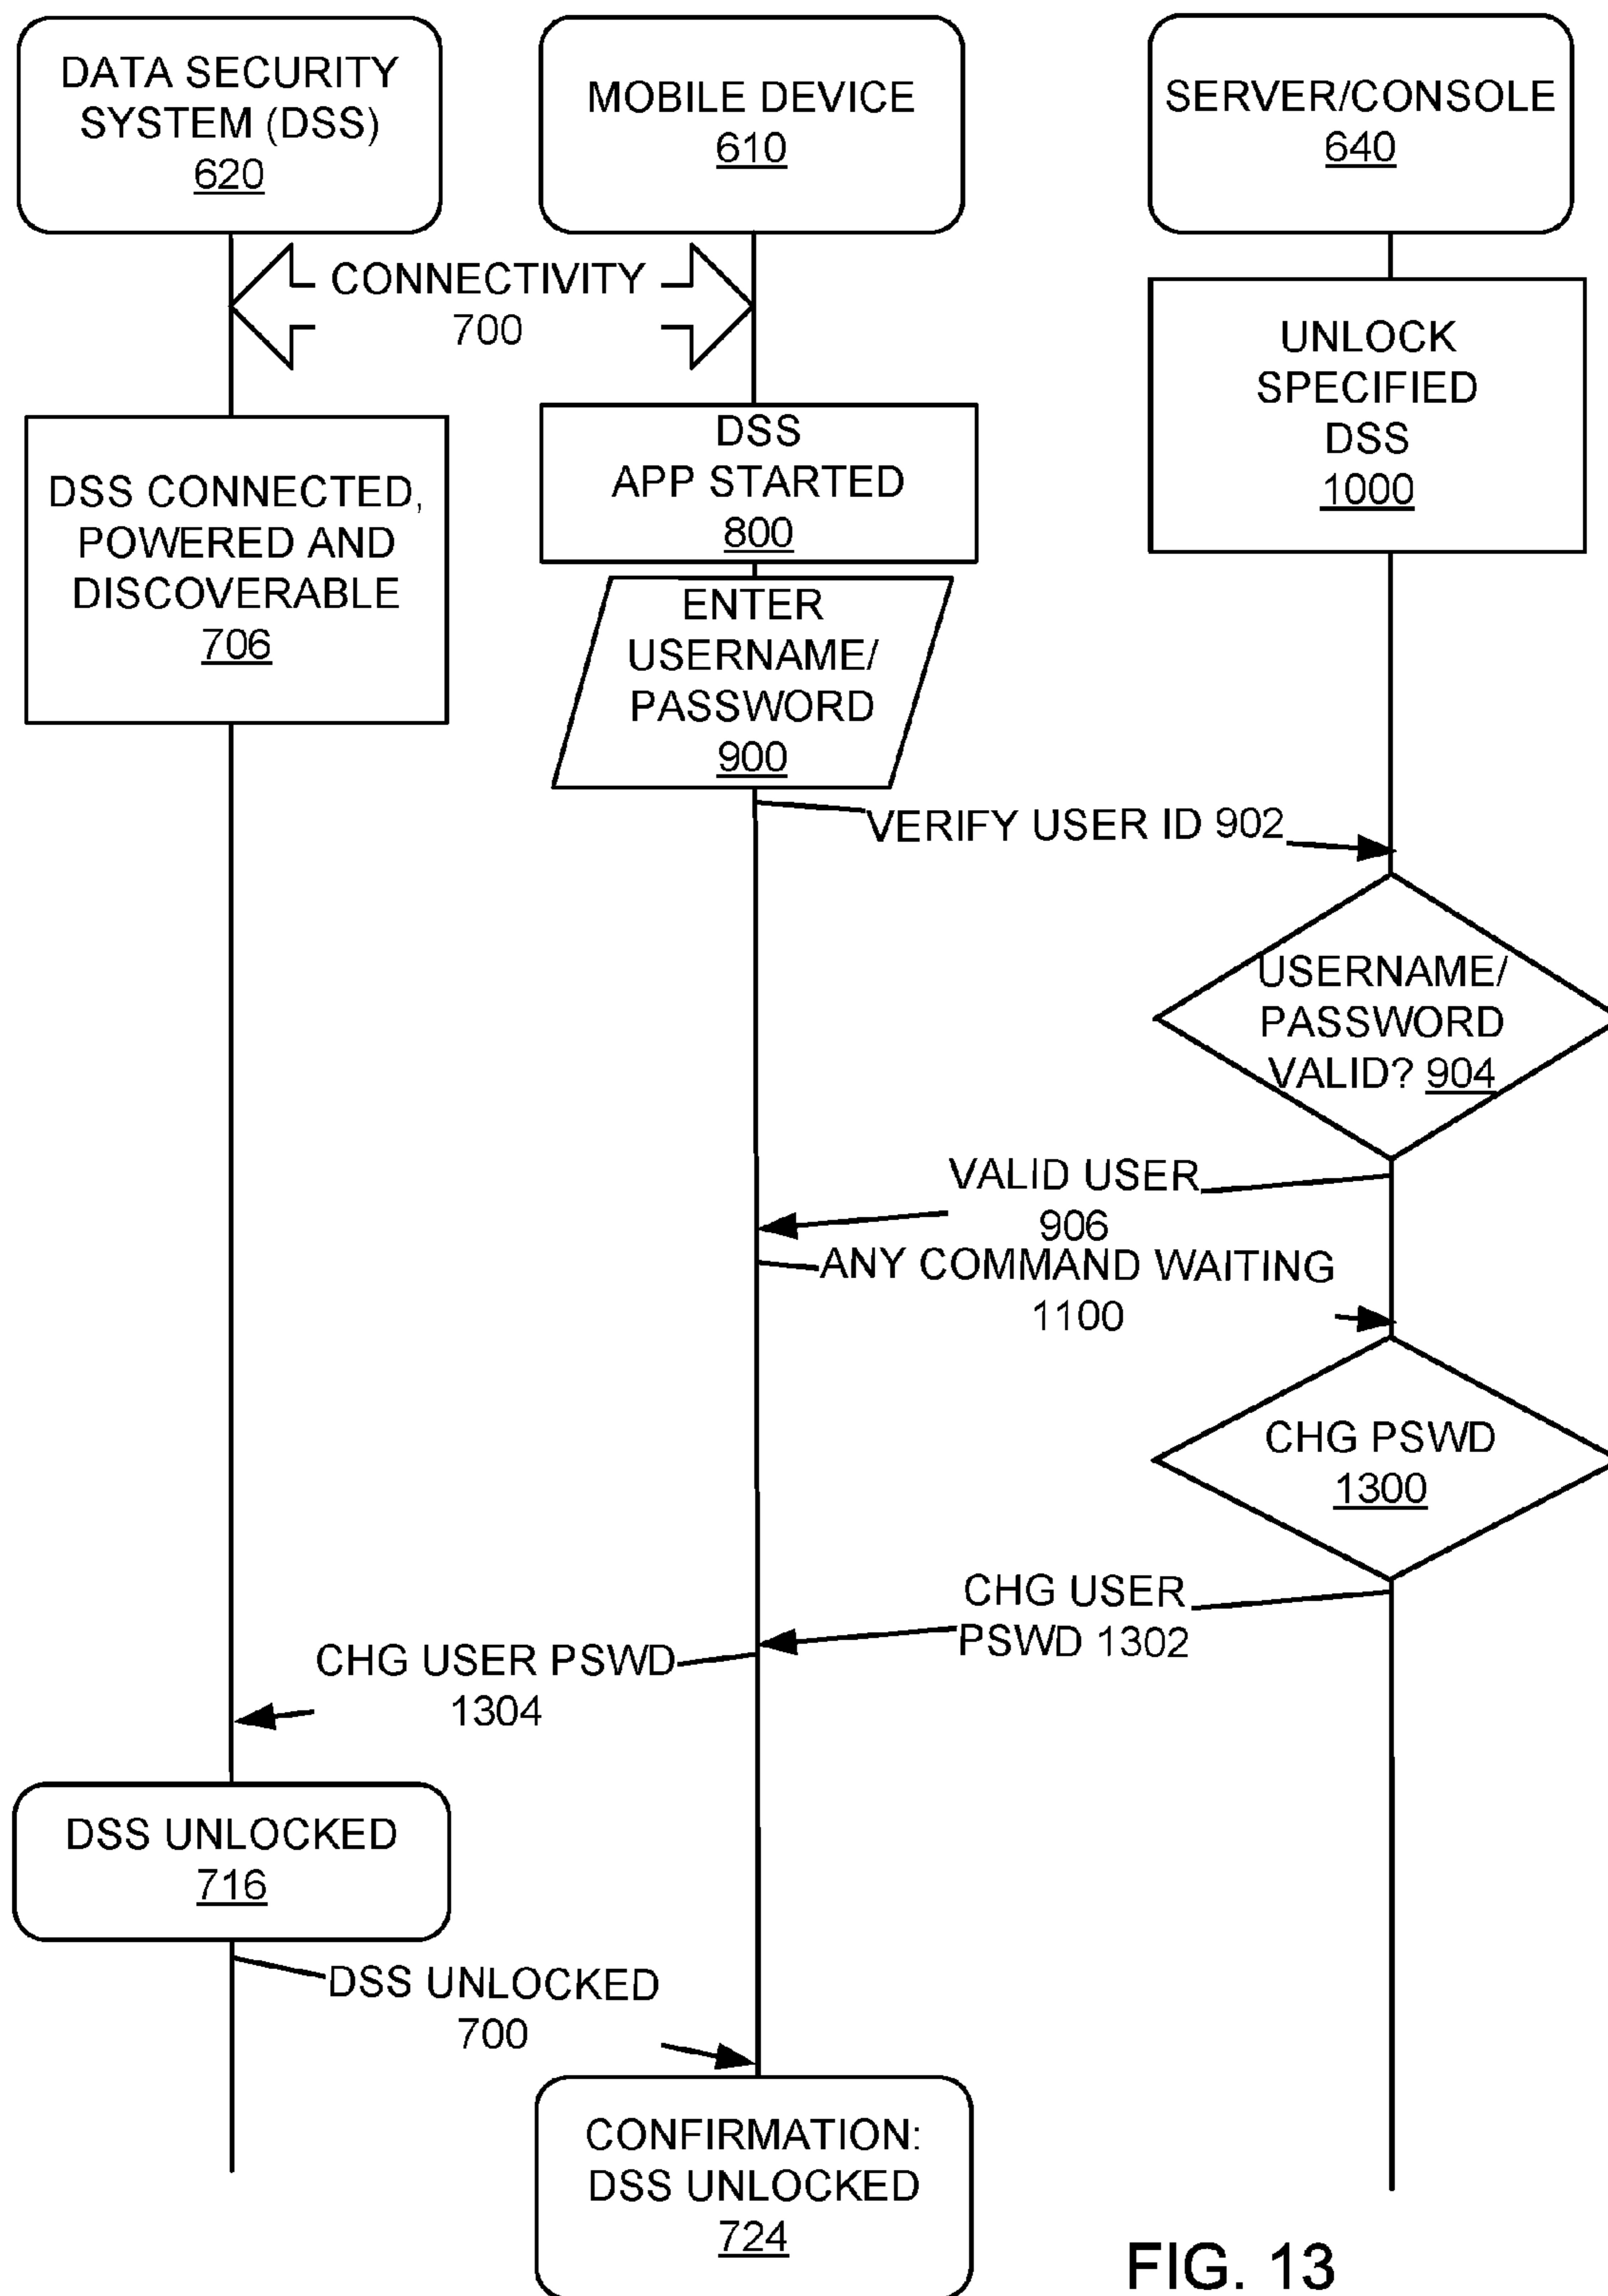 DATA SECURITY
SYSTEM (DSS)
620
MOBILE DEVICE
610
SERVER/CONSOLE
640
CONNECTIVITY
700
UNLOCK
SPECIFIED
DSS
1000
DSS CONNECTED,
POWERED AND
DISCOVERABLE
706
DSS
APP STARTED
800
ENTER
USERNAME/
PASSWORD
900
VERIFY USER ID 902
USERNAME/
PASSWORD
VALID? 904
VALID USER
906
ANY COMMAND WAITING
1100
CHG PSWD
1300
CHG USER
PSWD 1302
CHG USER PSWD
1304
DSS UNLOCKED
716
DSS UNLOCKED
700
CONFIRMATION:
DSS UNLOCKED
724
FIG. 13